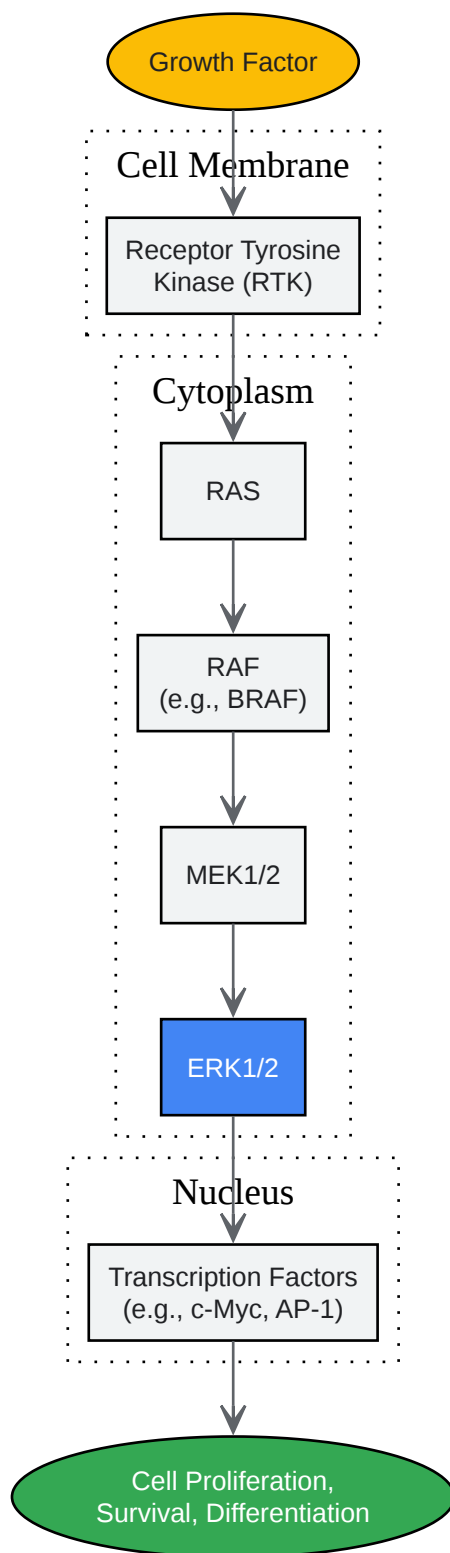 Growth Factor
Cell Membrane
Receptor Tyrosine
Kinase (RTK)
Cytoplasm
RAS
RAF
(e.g., BRAF)
MEK1/2
ERK1/2
Nucleus
Transcription Factors
(e.g., c-Myc, AP-1)
Cell Proliferation,
Survival, Differentiation